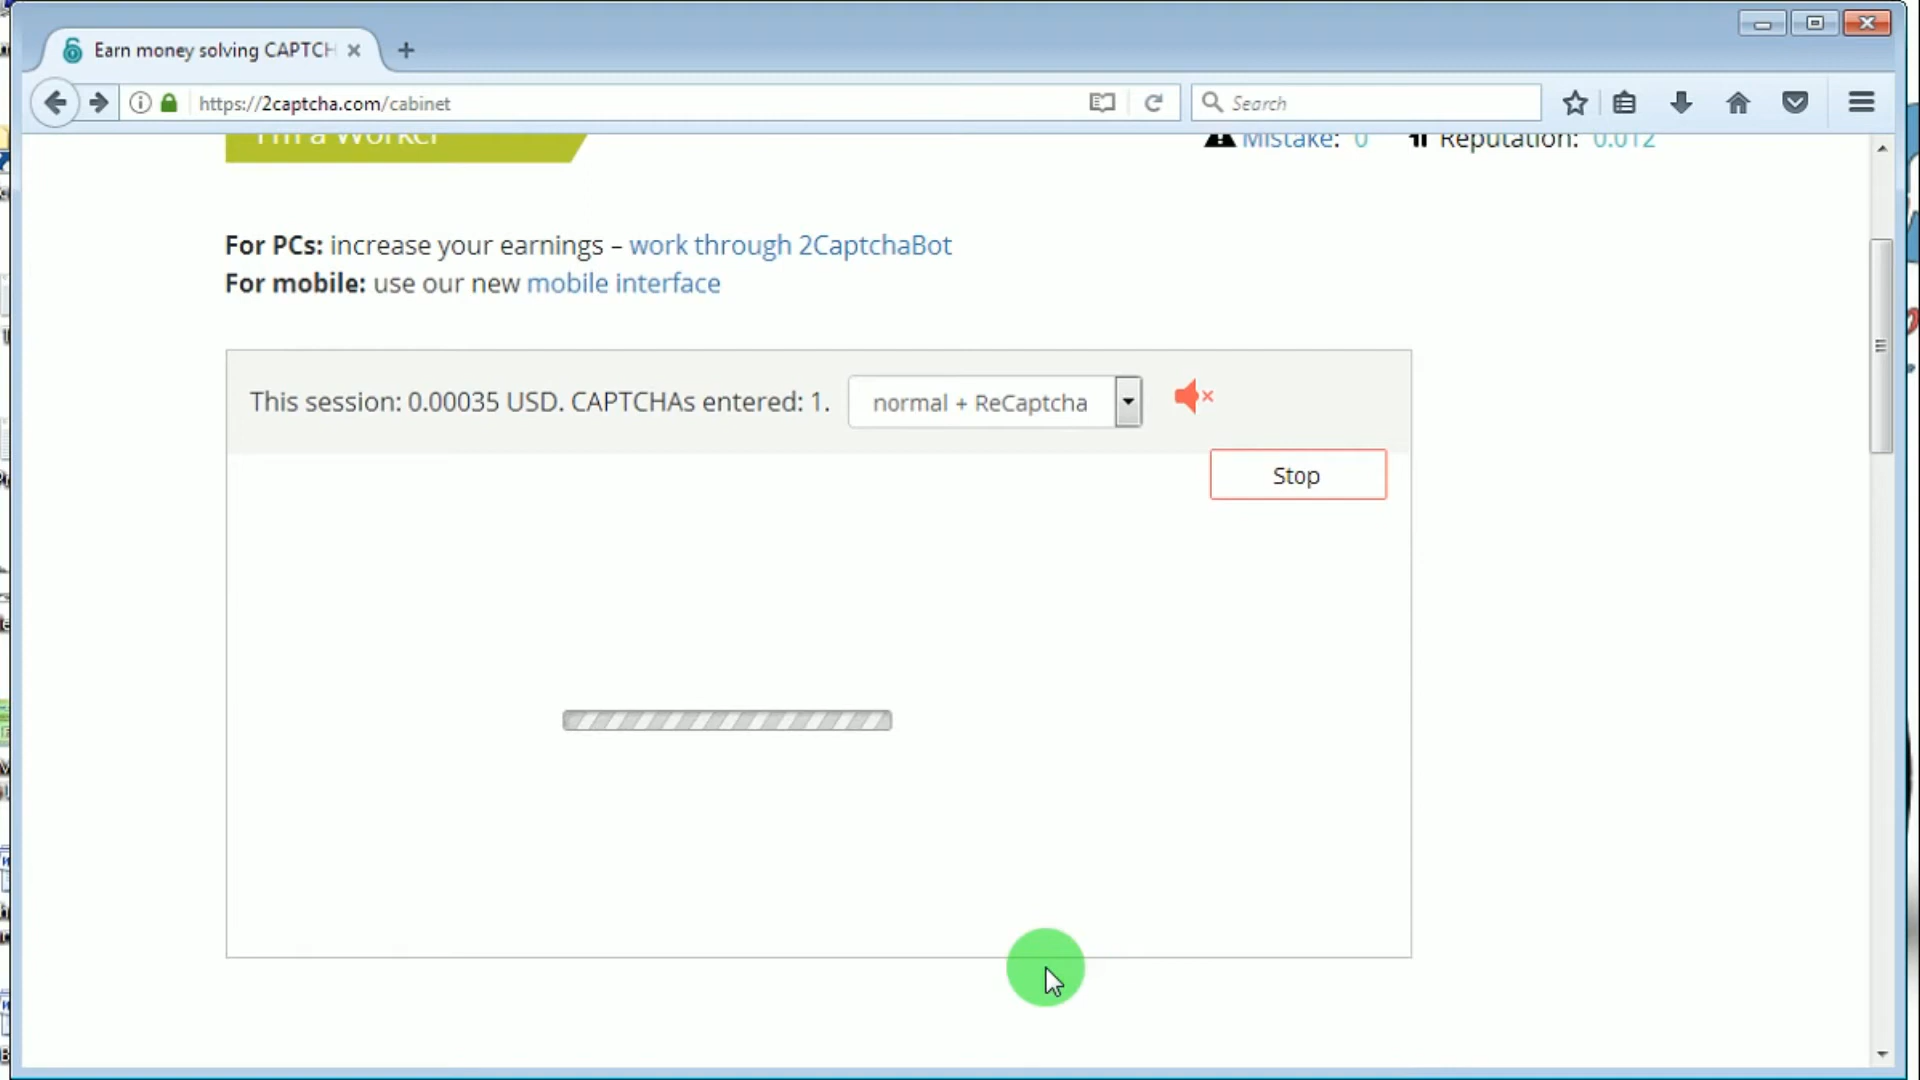 Earn money solving CAPTCH
https://2captcha.com/cabinet
Search
I'm a Worker
Mistake: 0 Reputation: 0.012
For PCs: increase your earnings – work through 2CaptchaBot
For mobile: use our new mobile interface
This session: 0.00035 USD. CAPTCHAs entered: 1. normal + ReCaptcha
Stop